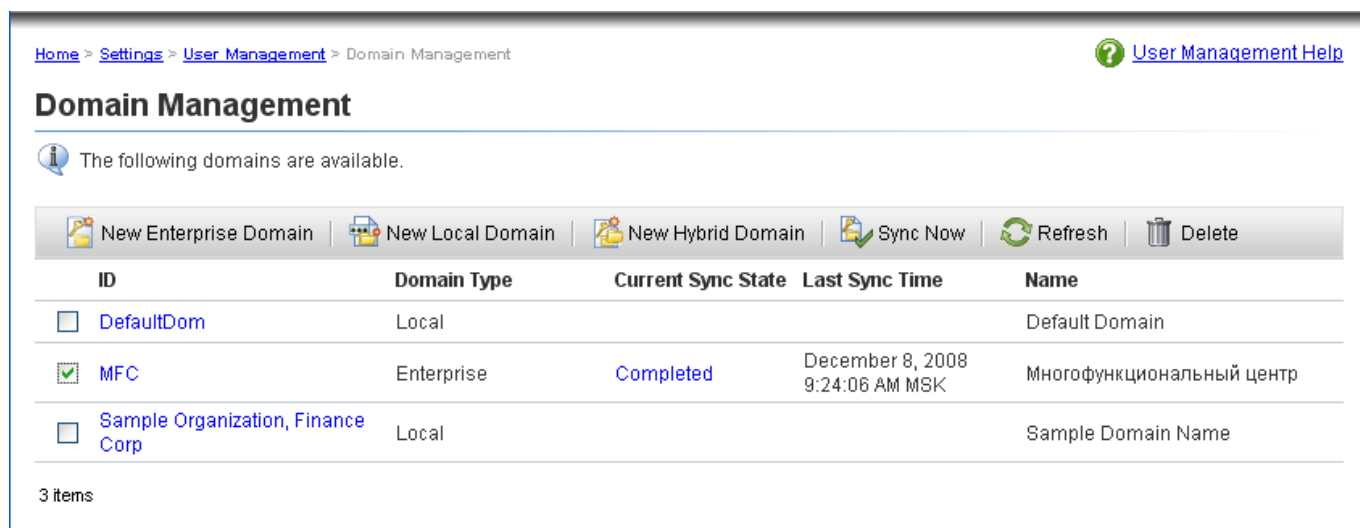 Home > Settings > User Management > Domain Management
User Management Help
Domain Management
The following domains are available.
New Enterprise Domain New Local Domain New Hybrid Domain Sync Now Refresh Delete
ID Domain Type Current Sync State Last Sync Time Name
DefaultDom Local Default Domain
MFC Enterprise Completed December 8, 2008
9:24:06 AM MSK Многофункциональный центр
Sample Organization, Finance
Corp Local Sample Domain Name
3 items